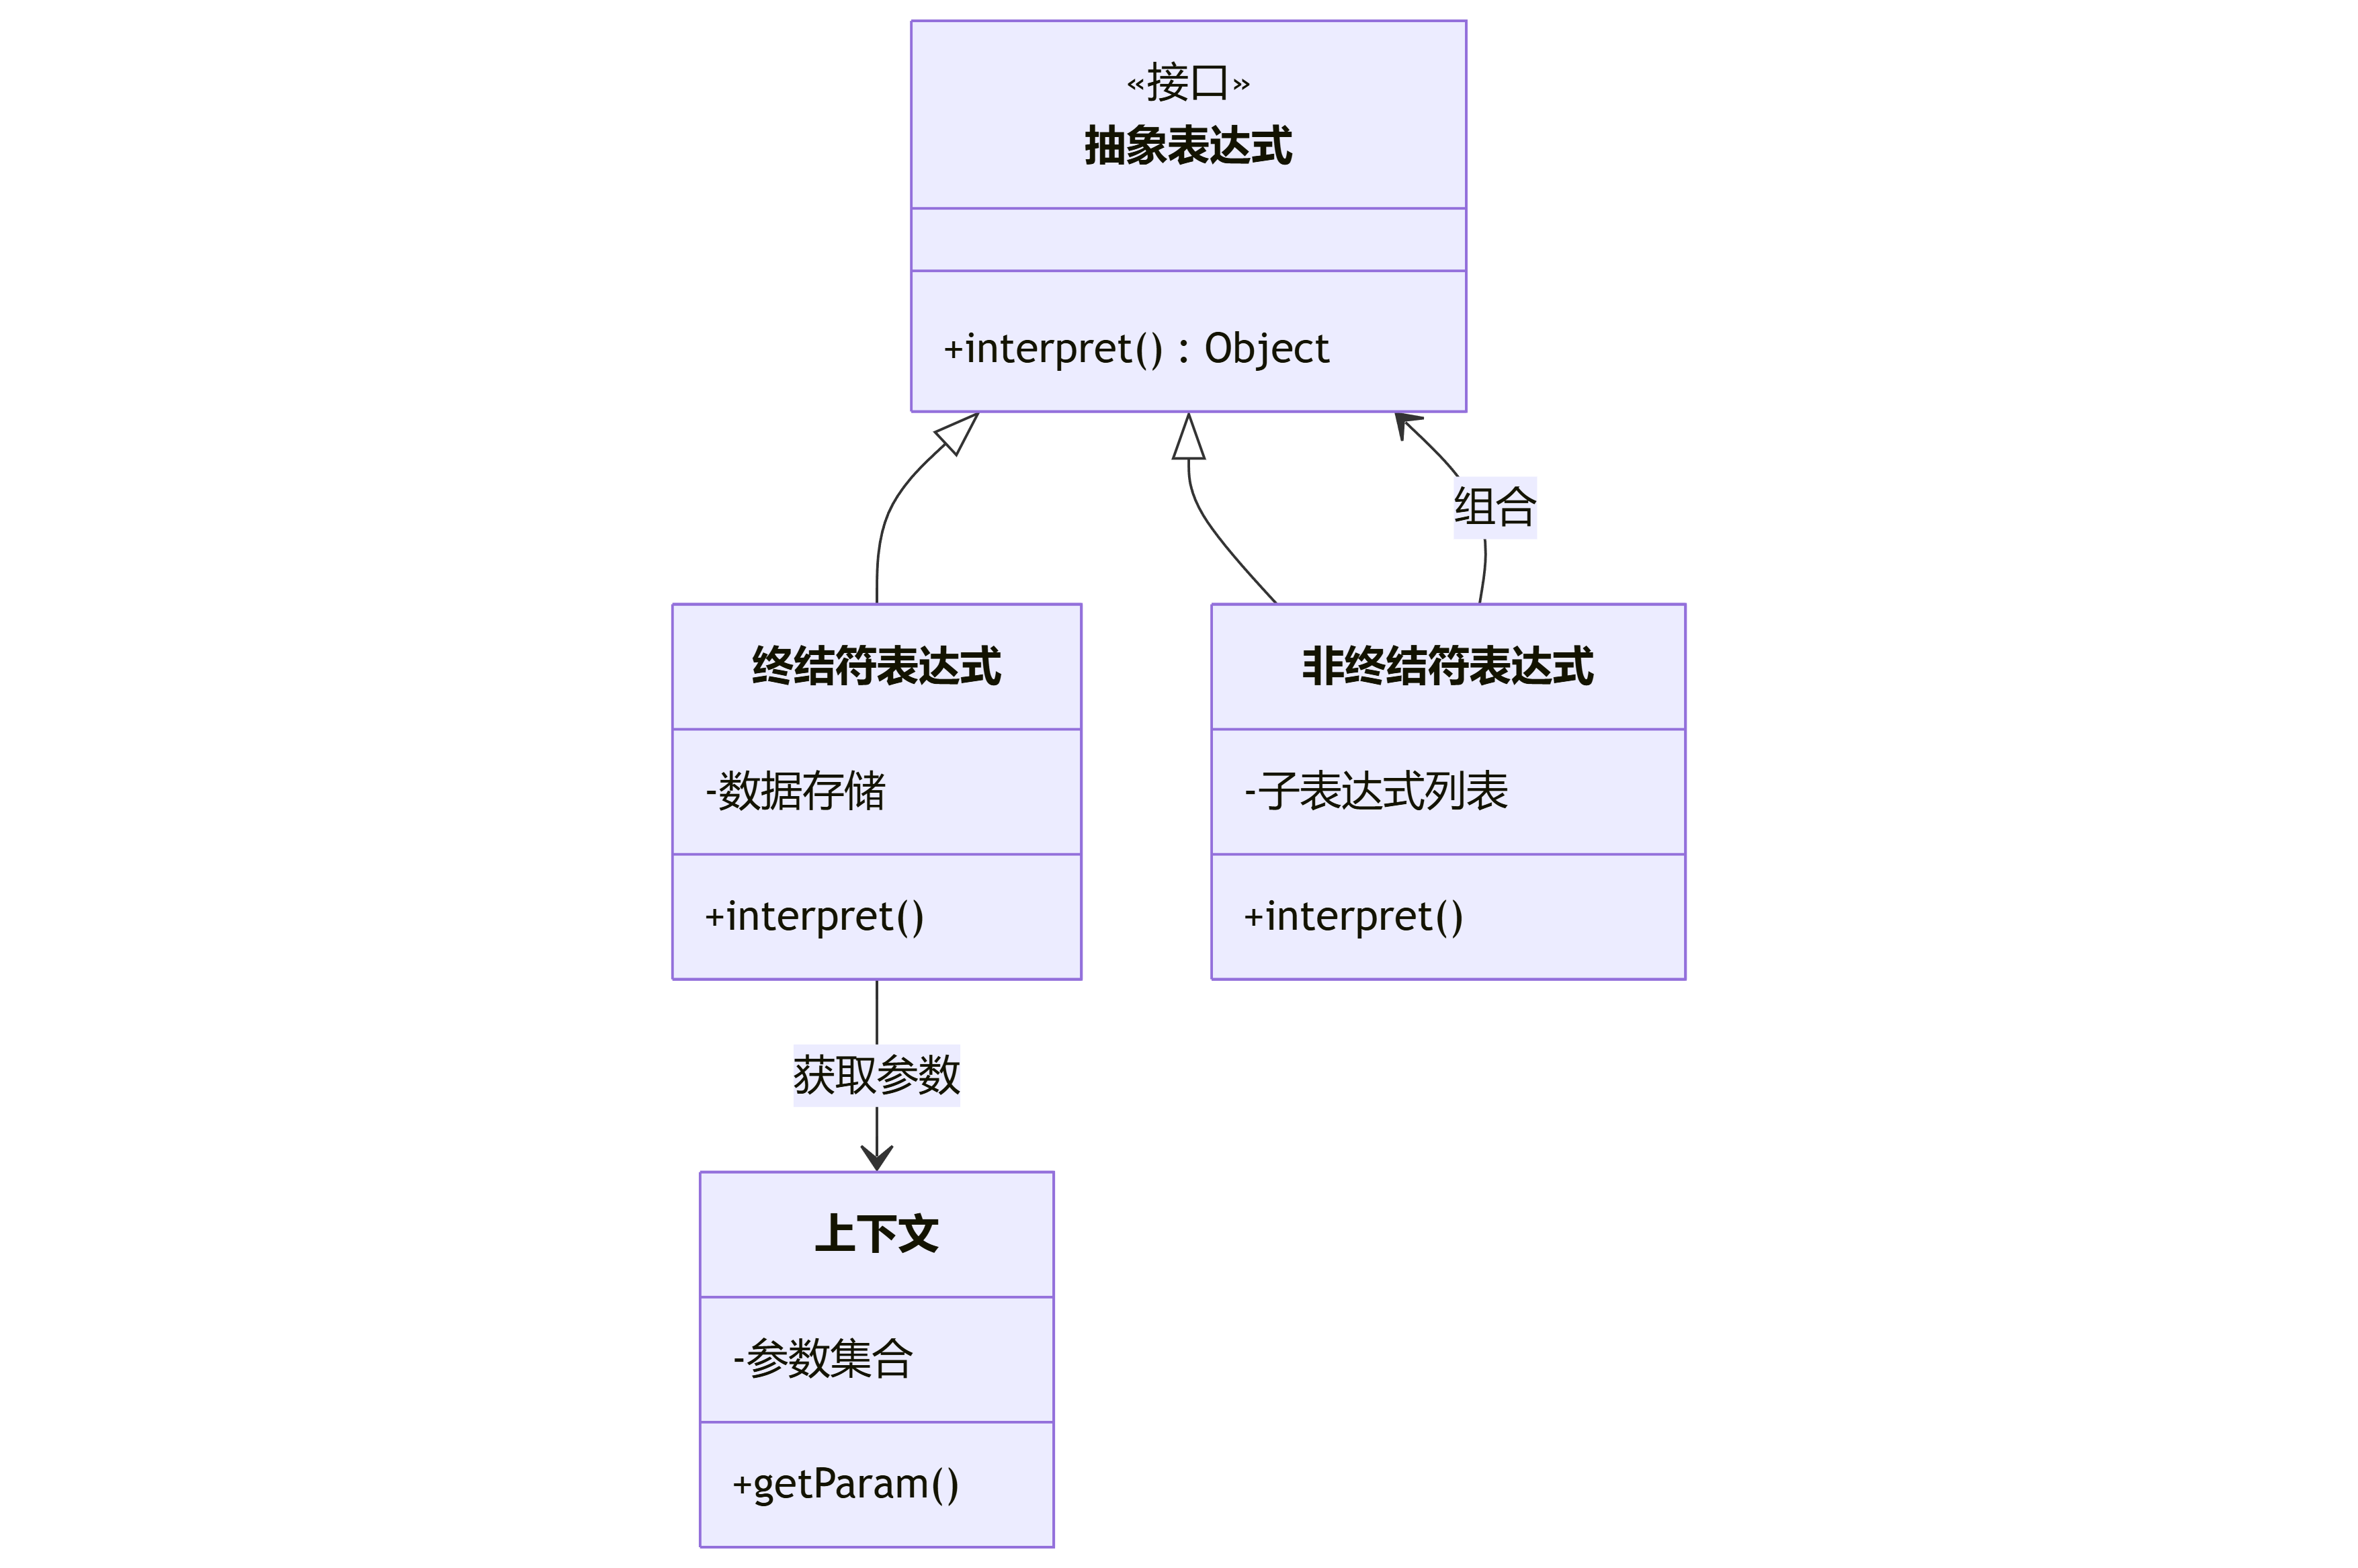 «接口»
抽象表达式
+interpret() : Object
组合
终结符表达式
-数据存储
+interpret()
非终结符表达式
-子表达式列表
+interpret()
获取参数
上下文
-参数集合
+getParam()